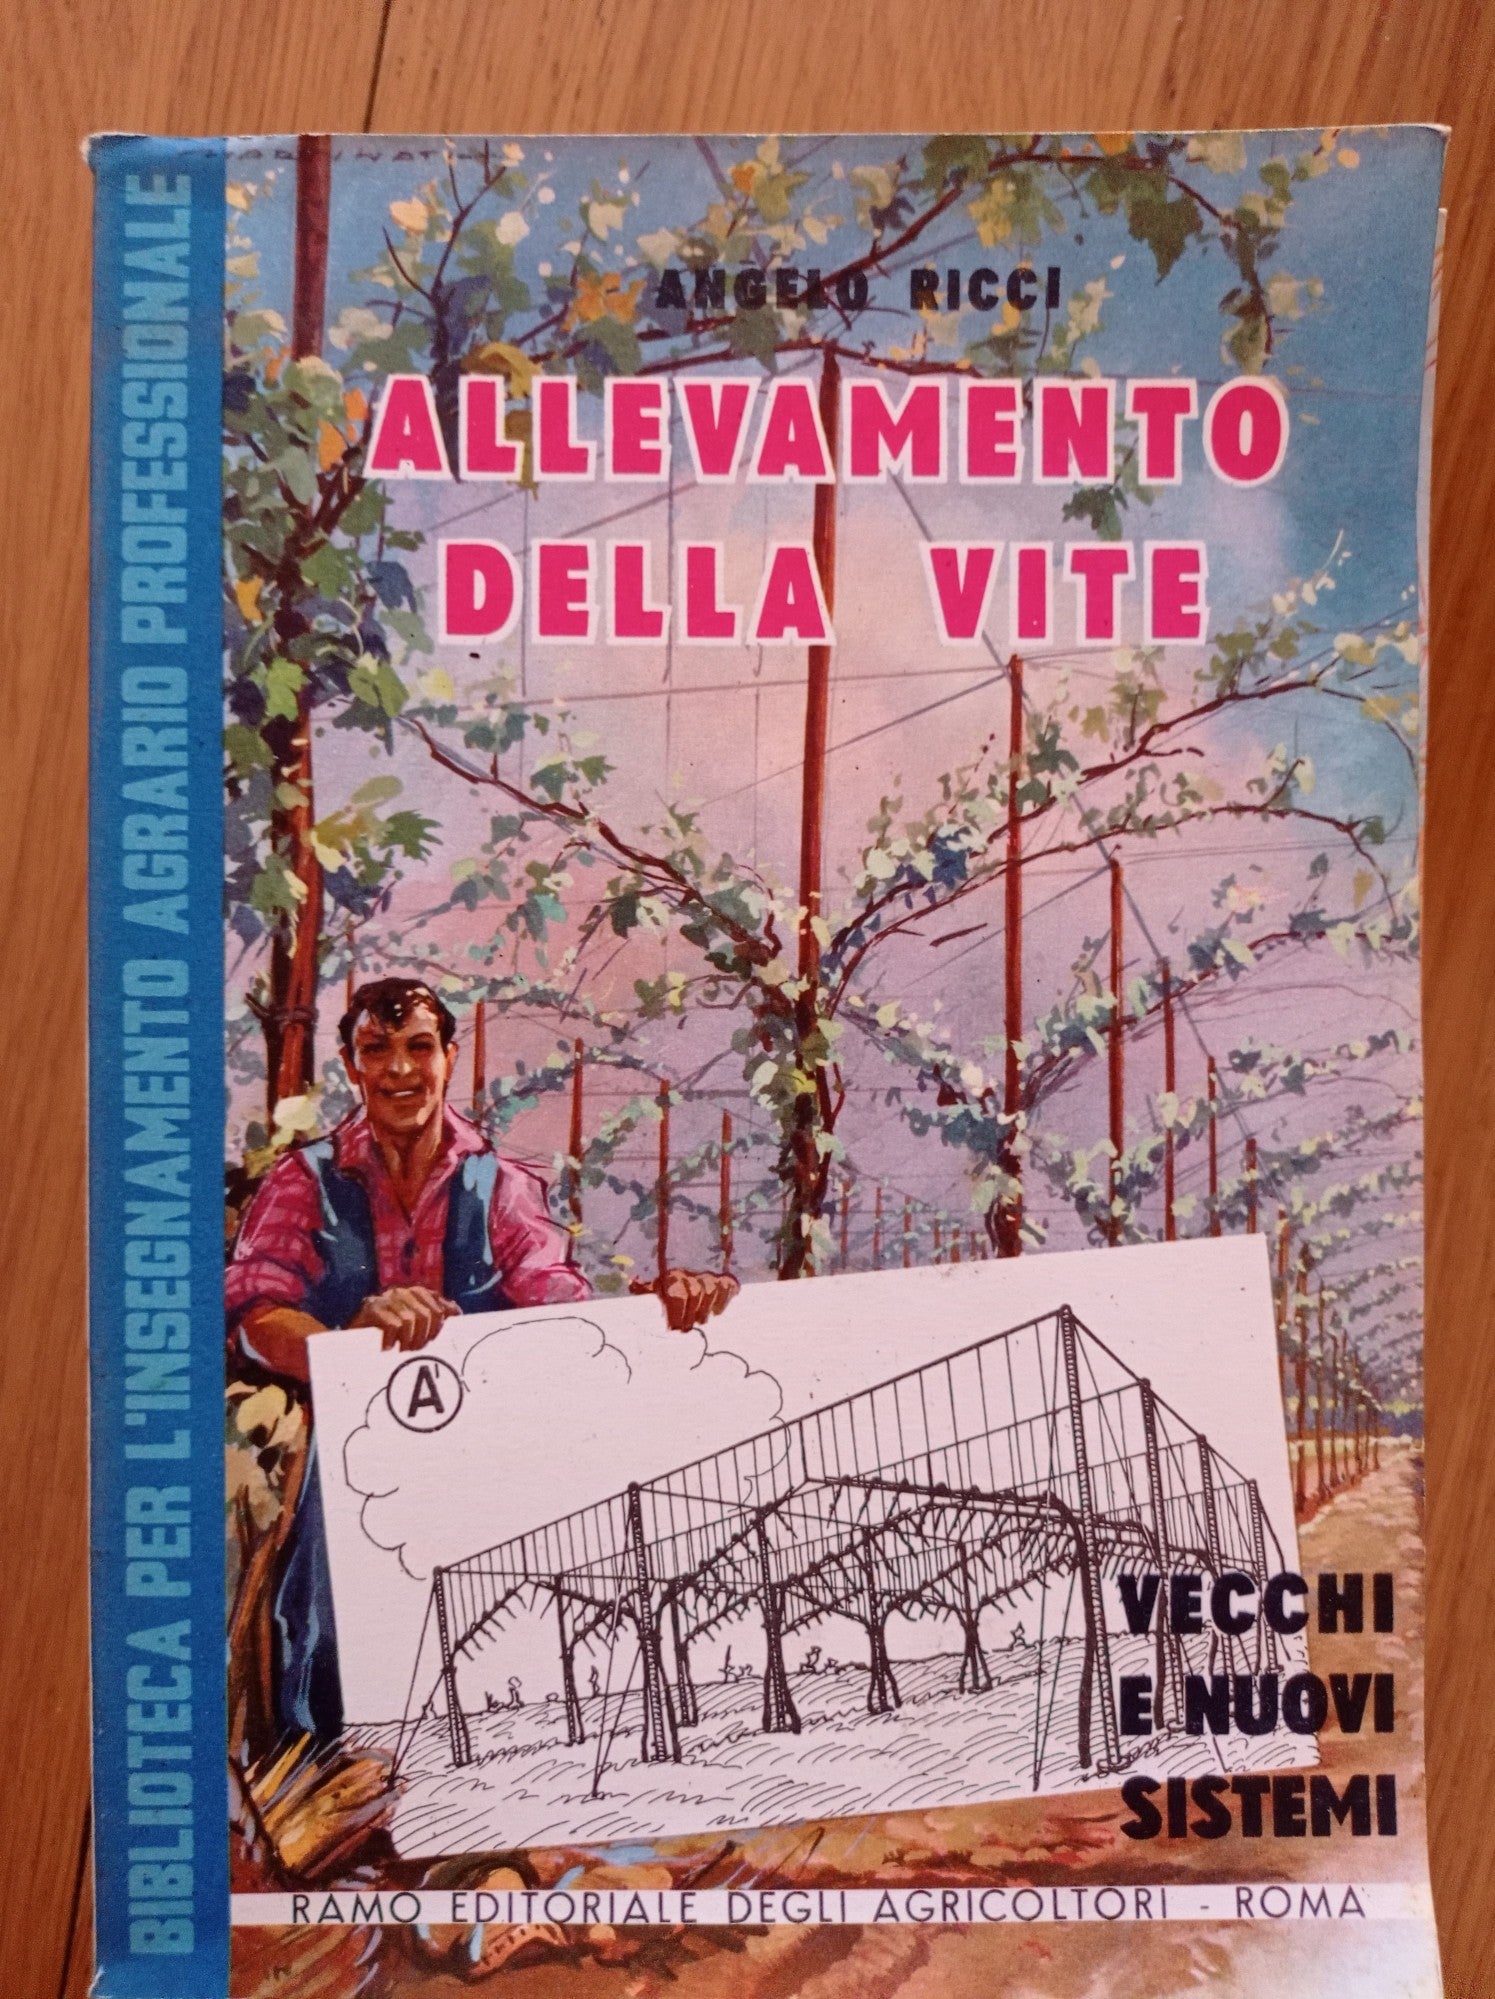 ANGELO RICCI
ALLEVAMENTO
DELLA VITE
BIBLIOTECA PER L'INSEGNAMENTO AGRARIO PROFESSIONALE
A'
VECCHI
E NUOVI
SISTEMI
RAMO EDITORIALE DEGLI AGRICOLTORI - ROMA